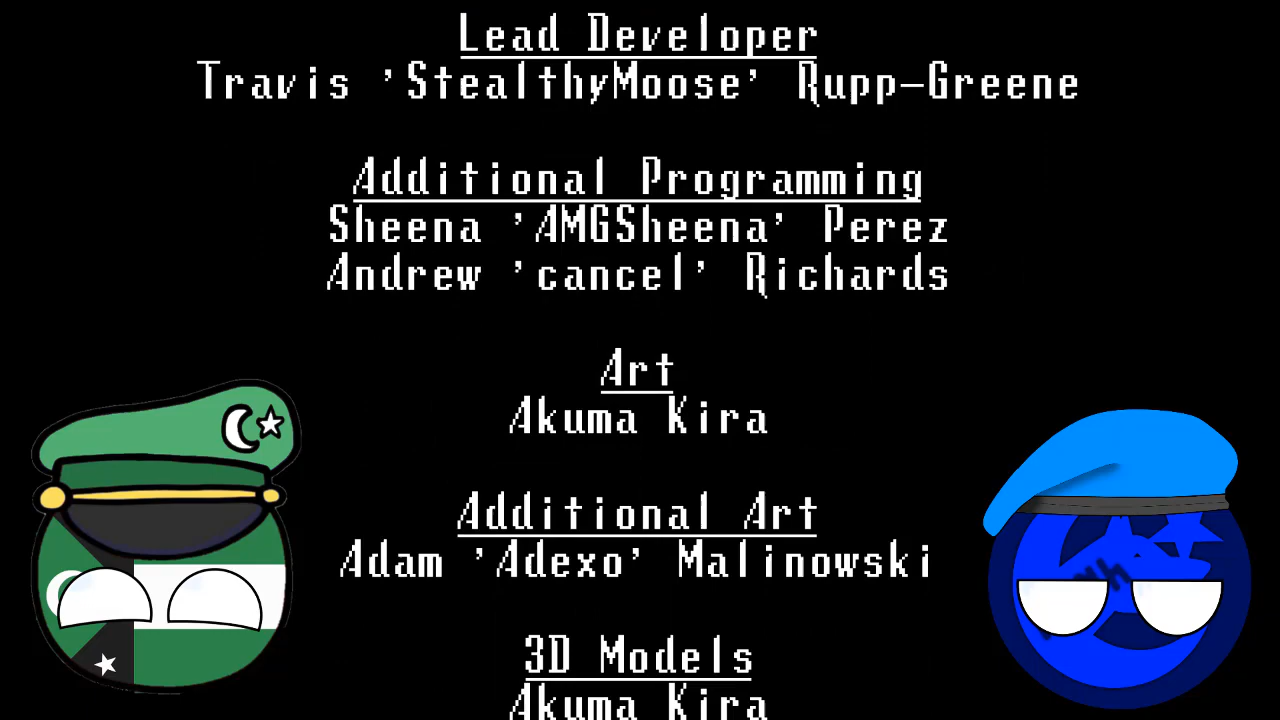 Lead Developer
Travis 'StealthyMoose' Rupp-Greene
Additional Programming
Sheena 'AMGSheena' Perez
Andrew 'cancel' Richards
Art
Akuma Kira
Additional Art
Adam 'Adexo' Malinowski
3D Models
Akuma Kira